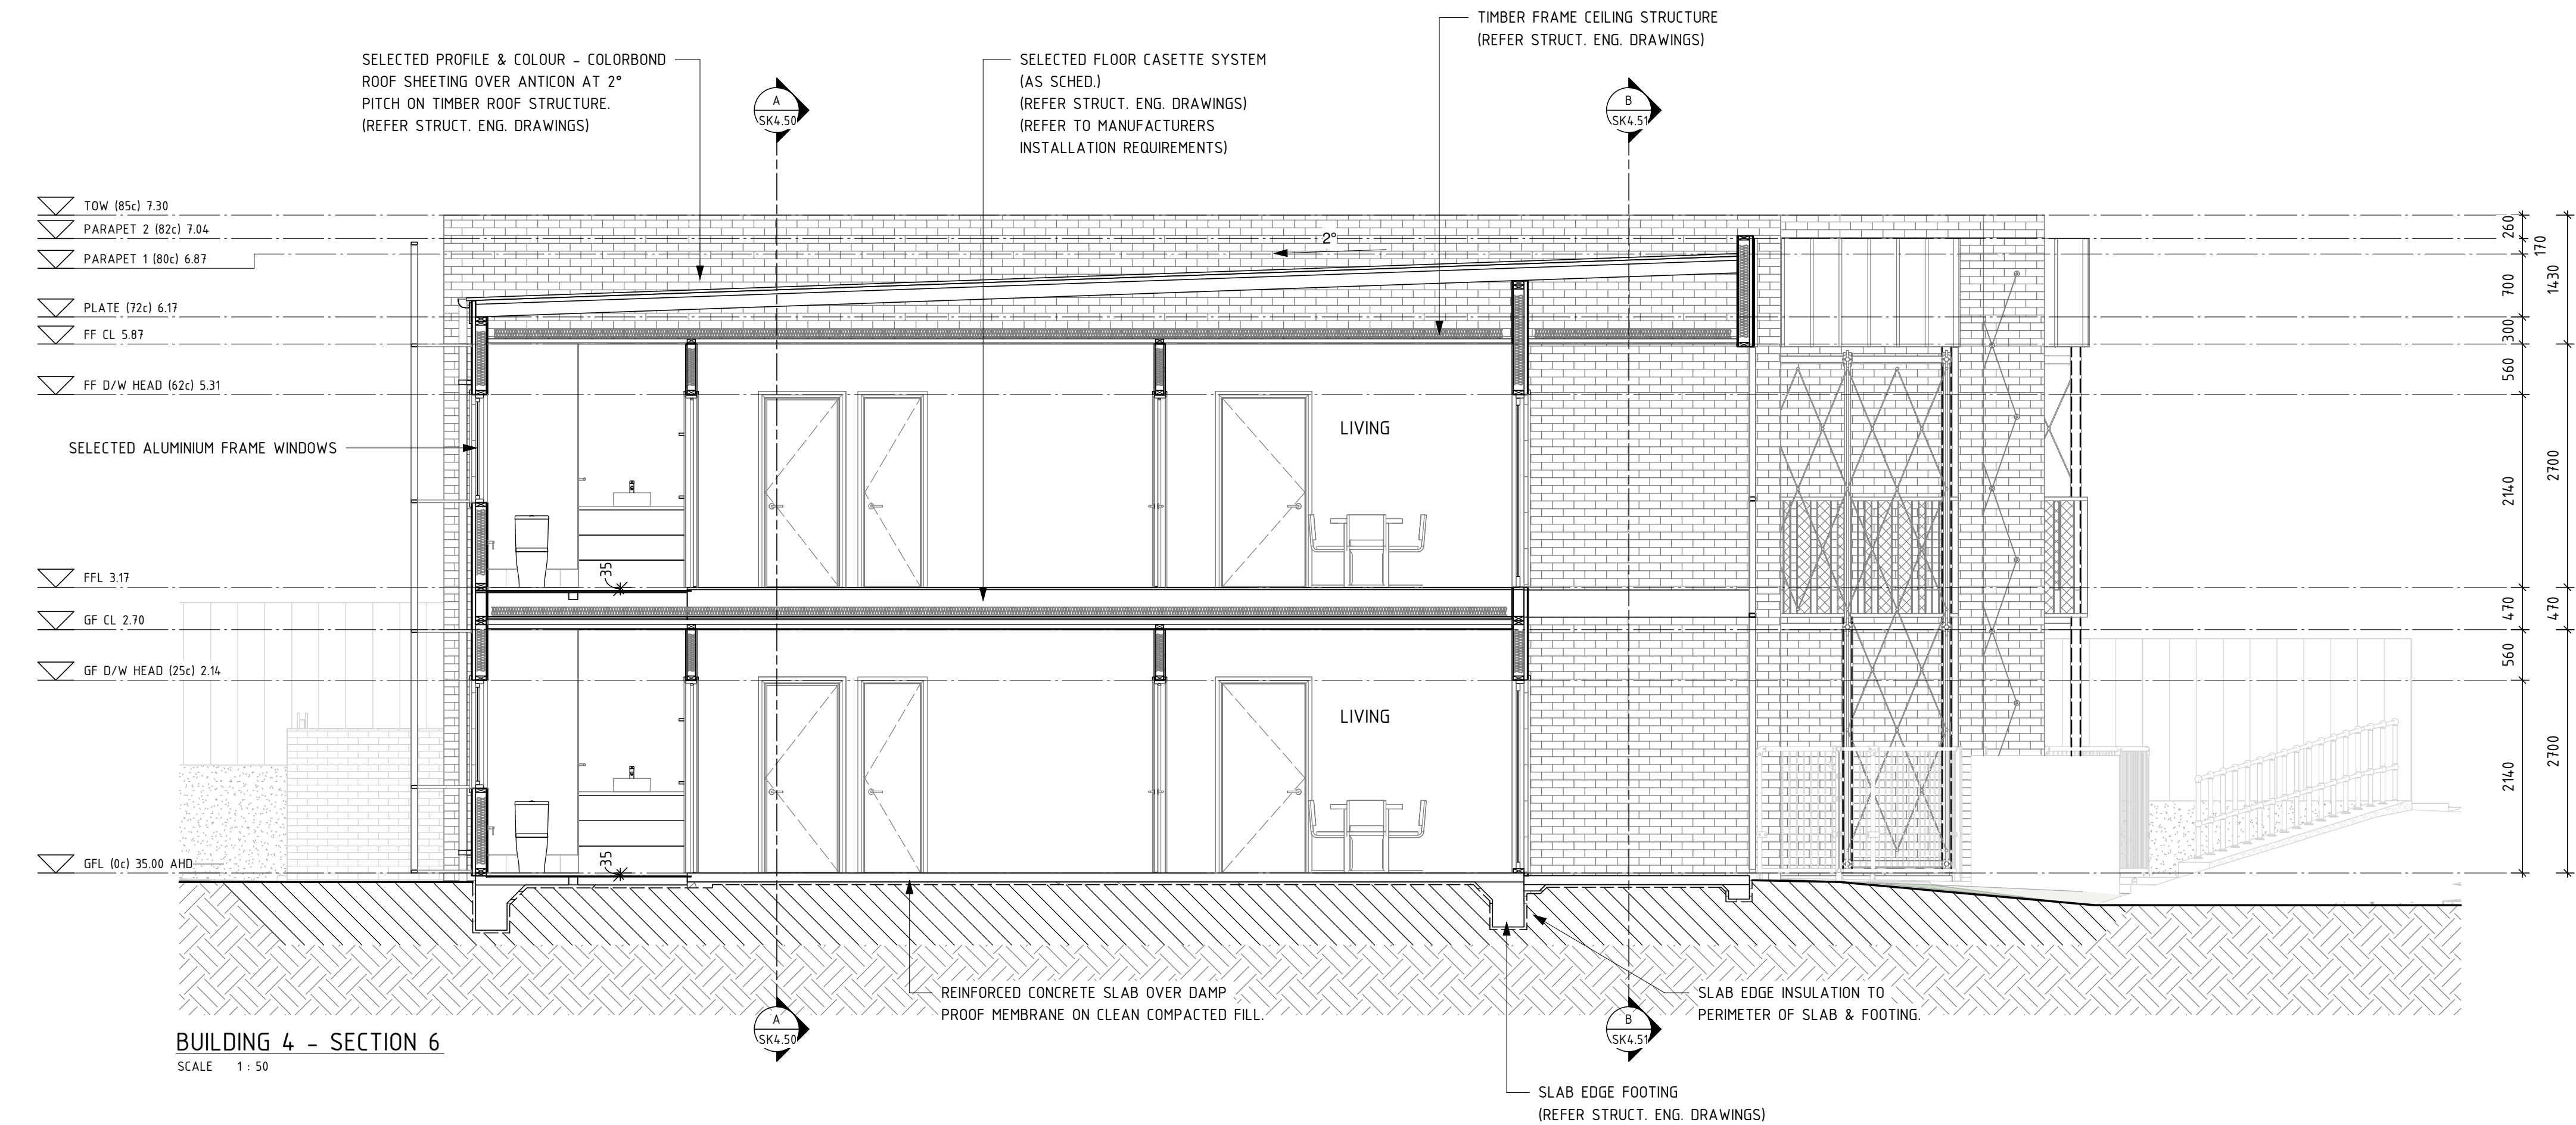 TIMBER FRAME CEILING STRUCTURE
(REFER STRUCT. ENG. DRAWINGS)
SELECTED PROFILE & COLOUR - COLORBOND
ROOF SHEETING OVER ANTICON AT 2°
PITCH ON TIMBER ROOF STRUCTURE.
(REFER STRUCT. ENG. DRAWINGS)
SELECTED FLOOR CASETTE SYSTEM
(AS SCHED.)
(REFER STRUCT. ENG. DRAWINGS)
(REFER TO MANUFACTURERS
INSTALLATION REQUIREMENTS)
A
SK4.50
B
SK4.51
TOW (85c) 7.30
PARAPET 2 (82c) 7.04
PARAPET 1 (80c) 6.87
PLATE (72c) 6.17
FF CL 5.87
FF D/W HEAD (62c) 5.31
SELECTED ALUMINIUM FRAME WINDOWS
FFL 3.17
GF CL 2.70
GF D/W HEAD (25c) 2.14
GFL (0c) 35.00 AHD
2°
LIVING
35
LIVING
35
260
170
700
300
560
2140
470
560
2140
1430
2700
470
2700
REINFORCED CONCRETE SLAB OVER DAMP
PROOF MEMBRANE ON CLEAN COMPACTED FILL.
SLAB EDGE INSULATION TO
PERIMETER OF SLAB & FOOTING.
A
SK4.50
B
SK4.51
SLAB EDGE FOOTING
(REFER STRUCT. ENG. DRAWINGS)
BUILDING 4 - SECTION 6
SCALE 1 : 50